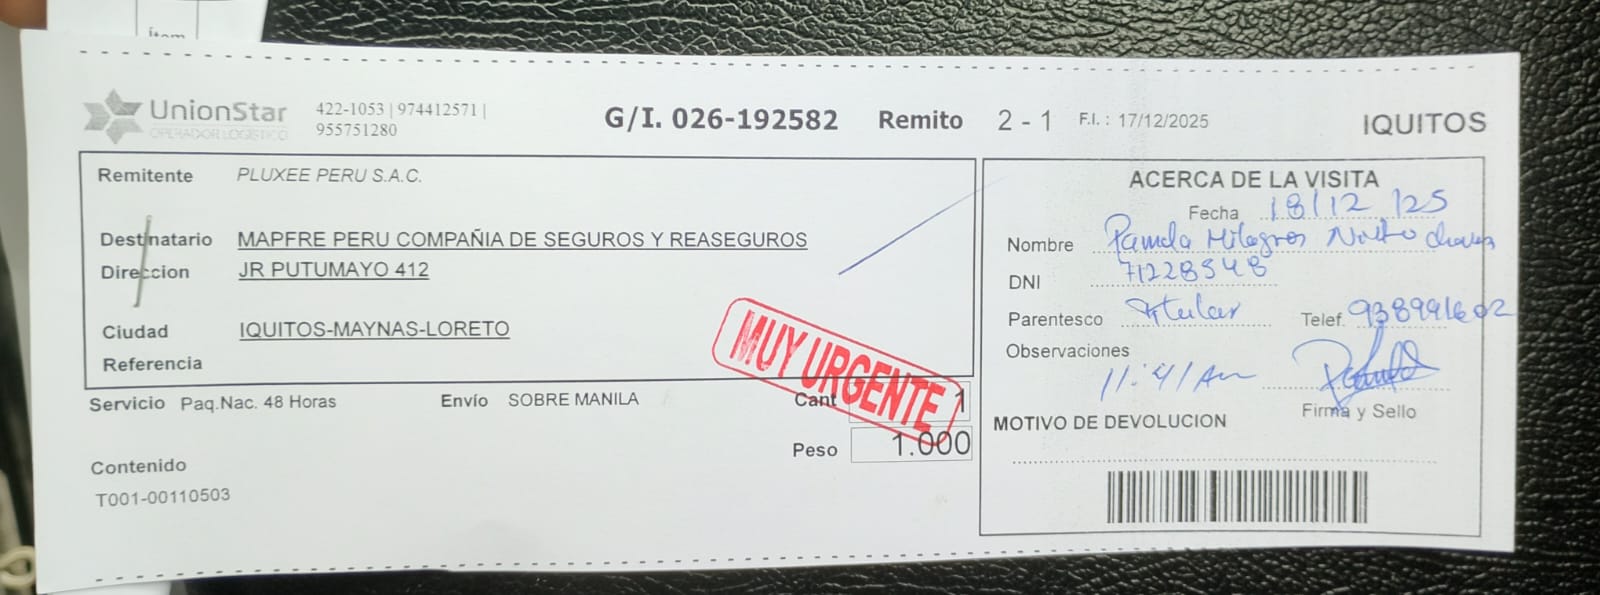 Ítem
UnionStar
OPERADOR LOGÍSTICO
422-1053 | 974412571 |
955751280
G/I. 026-192582 Remito 2 - 1 F.I. : 17/12/2025 IQUITOS
Remitente PLUXEE PERU S.A.C.
Destinatario MAPFRE PERU COMPAÑIA DE SEGUROS Y REASEGUROS
Direccion JR PUTUMAYO 412
Ciudad IQUITOS-MAYNAS-LORETO
Referencia
MUY URGENTE
Servicio Paq.Nac. 48 Horas Envío SOBRE MANILA Cant 1
Peso 1.000
Contenido
T001-00110503
ACERCA DE LA VISITA
Fecha 18/12/25
Nombre Pamela Milagros
DNI 71228548
Parentesco titular Telef. 938991602
Observaciones
11:41 Am
Firma y Sello
MOTIVO DE DEVOLUCION